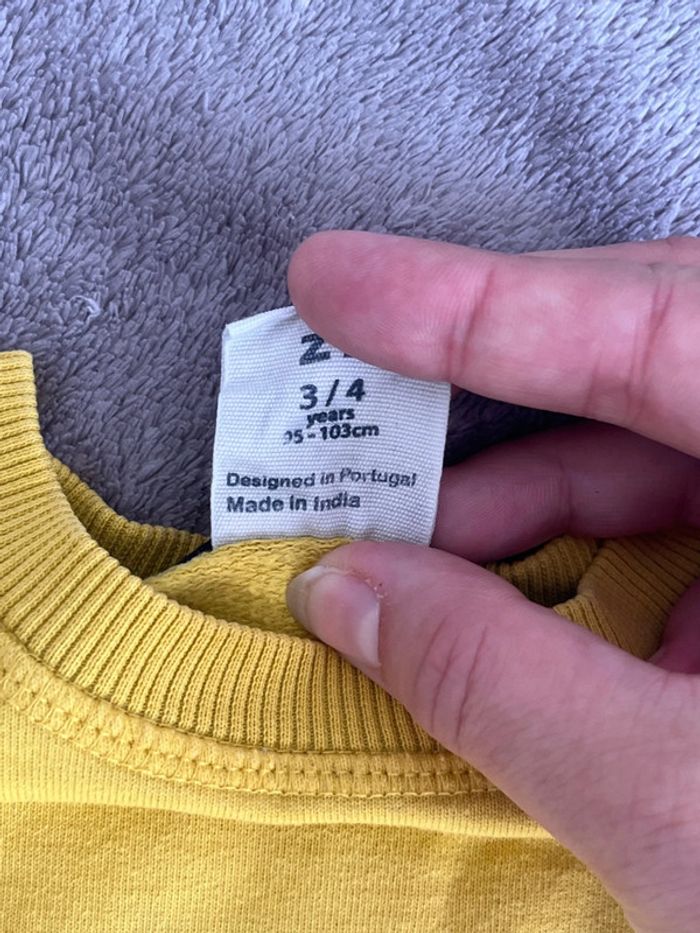 3 / 4
years
95 - 103cm
Designed in Portugal
Made in India